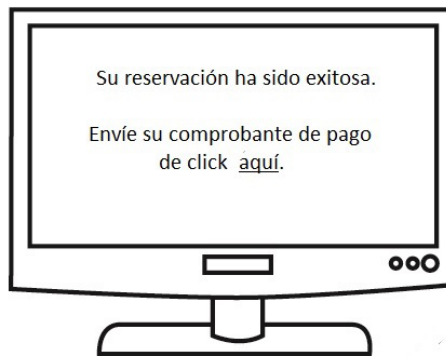 Su reservación ha sido exitosa.
Envíe su comprobante de pago
de click aquí.